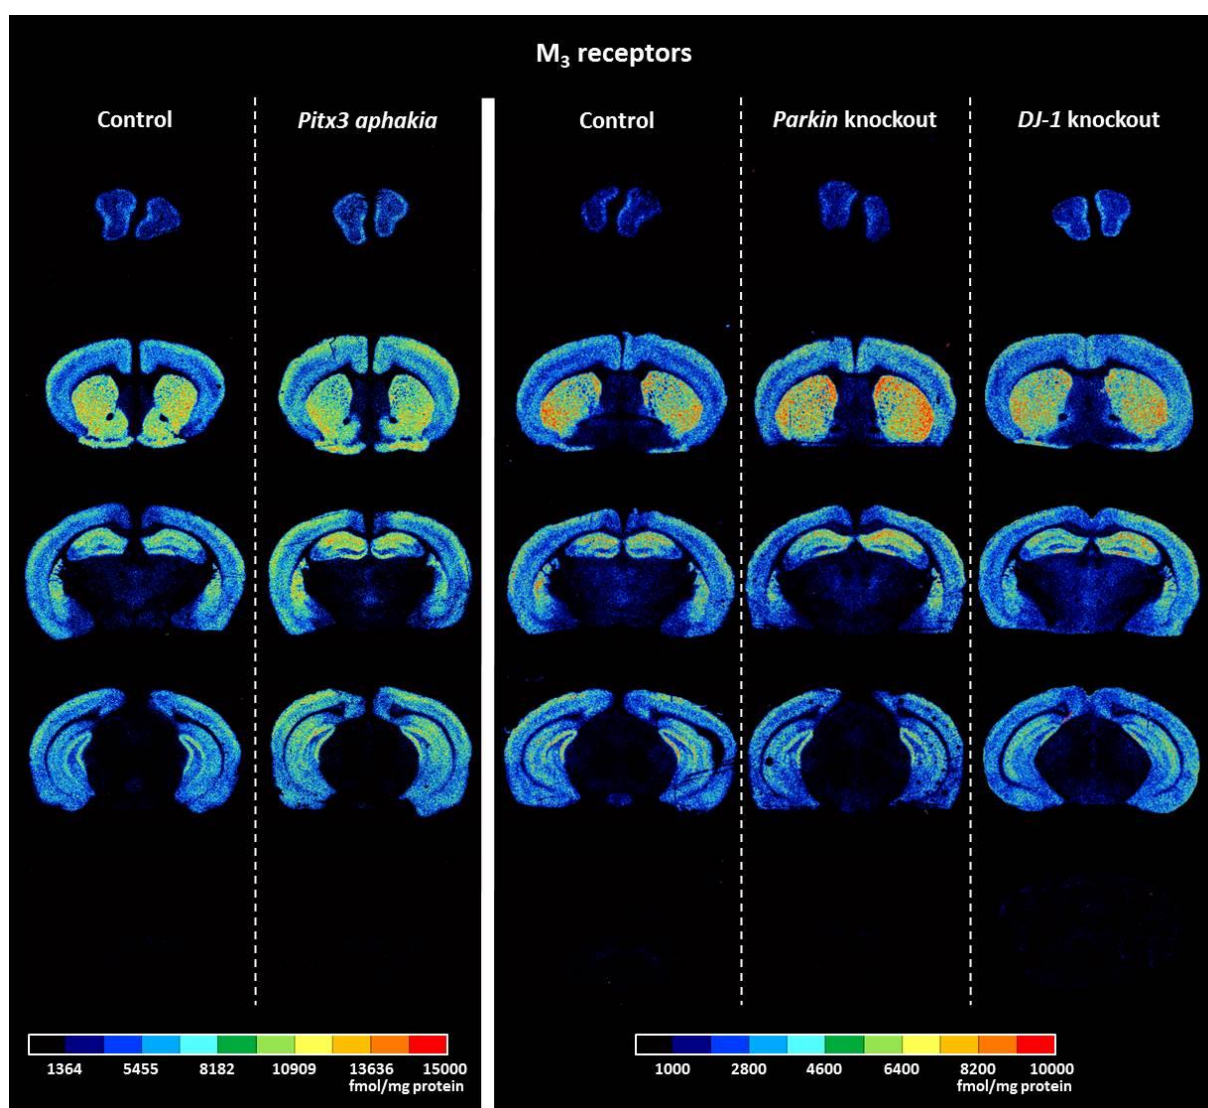 M₃ receptors
Control
Pitx3 aphakia
Control
Parkin knockout
DJ-1 knockout
1364 5455 8182 10909 13636 15000
fmol/mg protein
1000 2800 4600 6400 8200 10000
fmol/mg protein